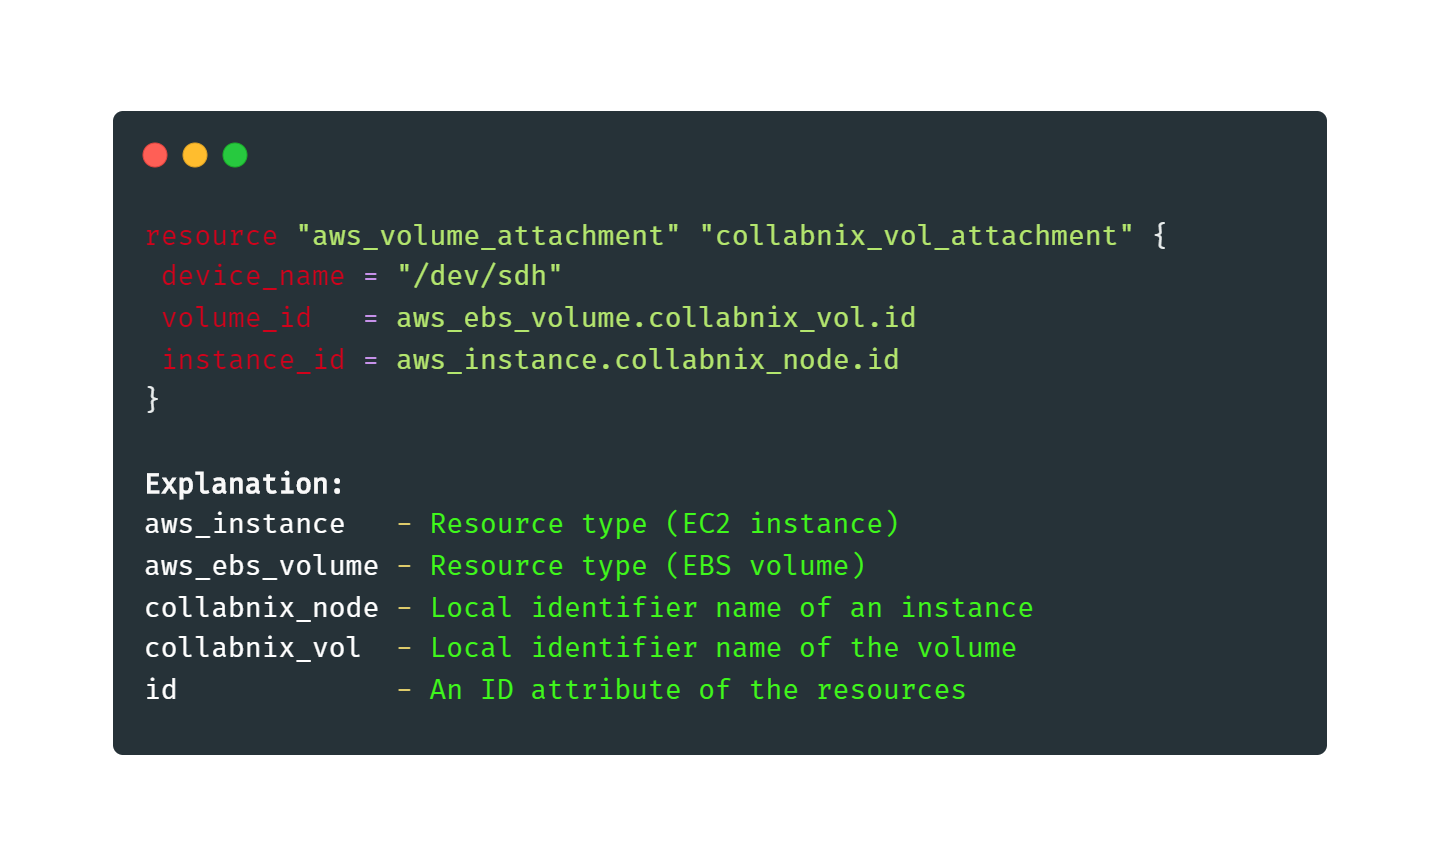 resource "aws_volume_attachment" "collabnix_vol_attachment" {
 device_name = "/dev/sdh"
 volume_id   = aws_ebs_volume.collabnix_vol.id
 instance_id = aws_instance.collabnix_node.id
}

Explanation:
aws_instance   - Resource type (EC2 instance)
aws_ebs_volume - Resource type (EBS volume)
collabnix_node - Local identifier name of an instance
collabnix_vol  - Local identifier name of the volume
id             - An ID attribute of the resources